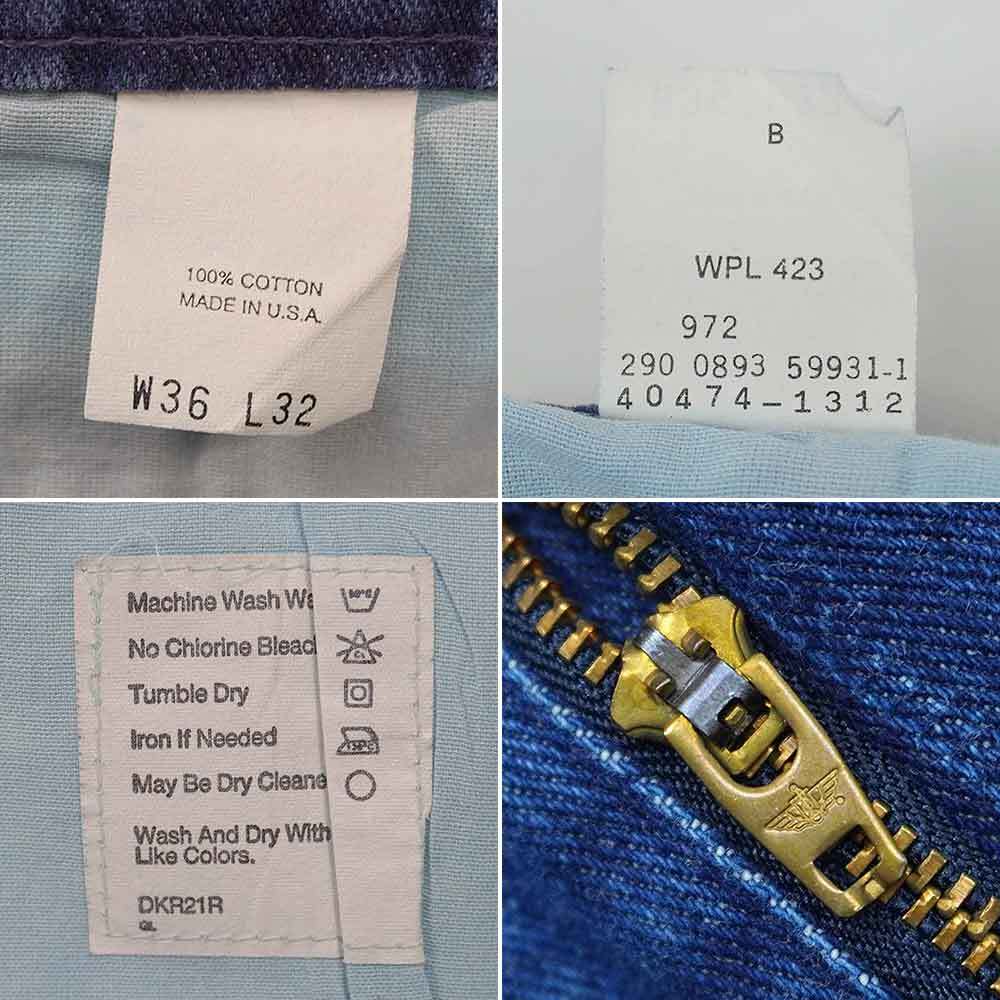 100% COTTON
MADE IN U.S.A.
W36 L32
B
WPL 423
972
290 0893 59931-1
40474-1312
Machine Wash Wa
No Chlorine Bleach
Tumble Dry
Iron If Needed
May Be Dry Cleane
Wash And Dry With
Like Colors.
DKR21R